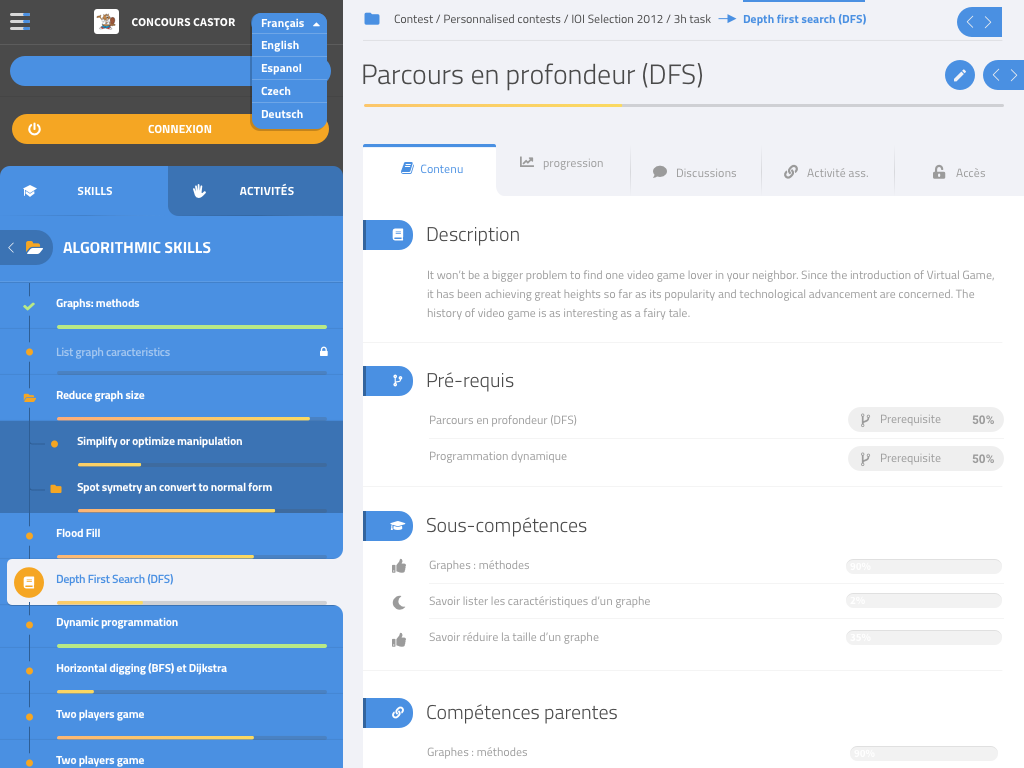 CONCOURS CASTOR
Français
English
Espanol
Czech
Deutsch
CONNEXION
SKILLS
ACTIVITÉS
ALGORITHMIC SKILLS
Graphs: methods
List graph caracteristics
Reduce graph size
Simplify or optimize manipulation
Spot symetry an convert to normal form
Flood Fill
Depth First Search (DFS)
Dynamic programmation
Horizontal digging (BFS) et Dijkstra
Two players game
Two players game
Contest / Personnalised contests / IOI Selection 2012 / 3h task
Depth first search (DFS)
Parcours en profondeur (DFS)
Contenu
progression
Discussions
Activité ass.
Accès
Description
It won't be a bigger problem to find one video game lover in your neighbor. Since the introduction of Virtual Game,
it has been achieving great heights so far as its popularity and technological advancement are concerned. The
history of video game is as interesting as a fairy tale.
Pré-requis
Parcours en profondeur (DFS)
Prerequisite 50%
Programmation dynamique
Prerequisite 50%
Sous-compétences
Graphes : méthodes
Savoir lister les caractéristiques d'un graphe
2%
Savoir réduire la taille d'un graphe
35%
Compétences parentes
Graphes : méthodes